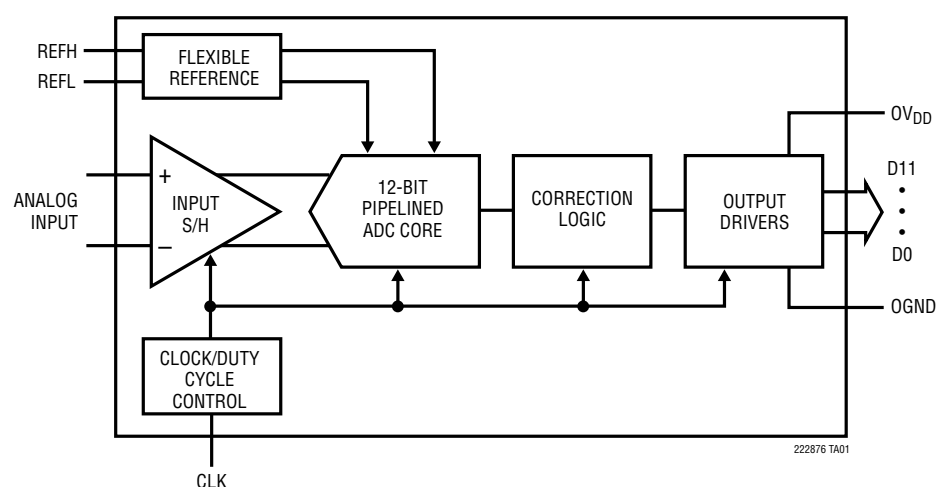 REFH
REFL
FLEXIBLE
REFERENCE
OVDD
ANALOG
INPUT
+
–
INPUT
S/H
12-BIT
PIPELINED
ADC CORE
CORRECTION
LOGIC
OUTPUT
DRIVERS
D11
•
•
•
D0
OGND
CLOCK/DUTY
CYCLE
CONTROL
222876 TA01
CLK